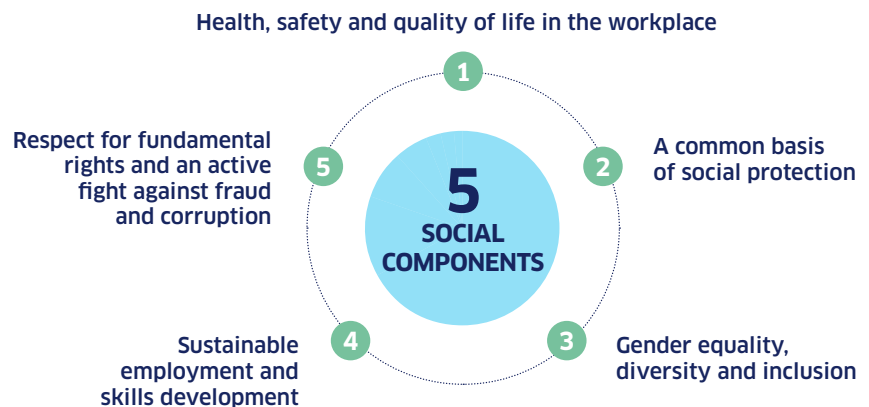 Health, safety and quality of life in the workplace
1
Respect for fundamental
rights and an active
fight against fraud
and corruption
5
5
SOCIAL
COMPONENTS
2
A common basis
of social protection
4
Sustainable
employment and
skills development
3
Gender equality,
diversity and inclusion